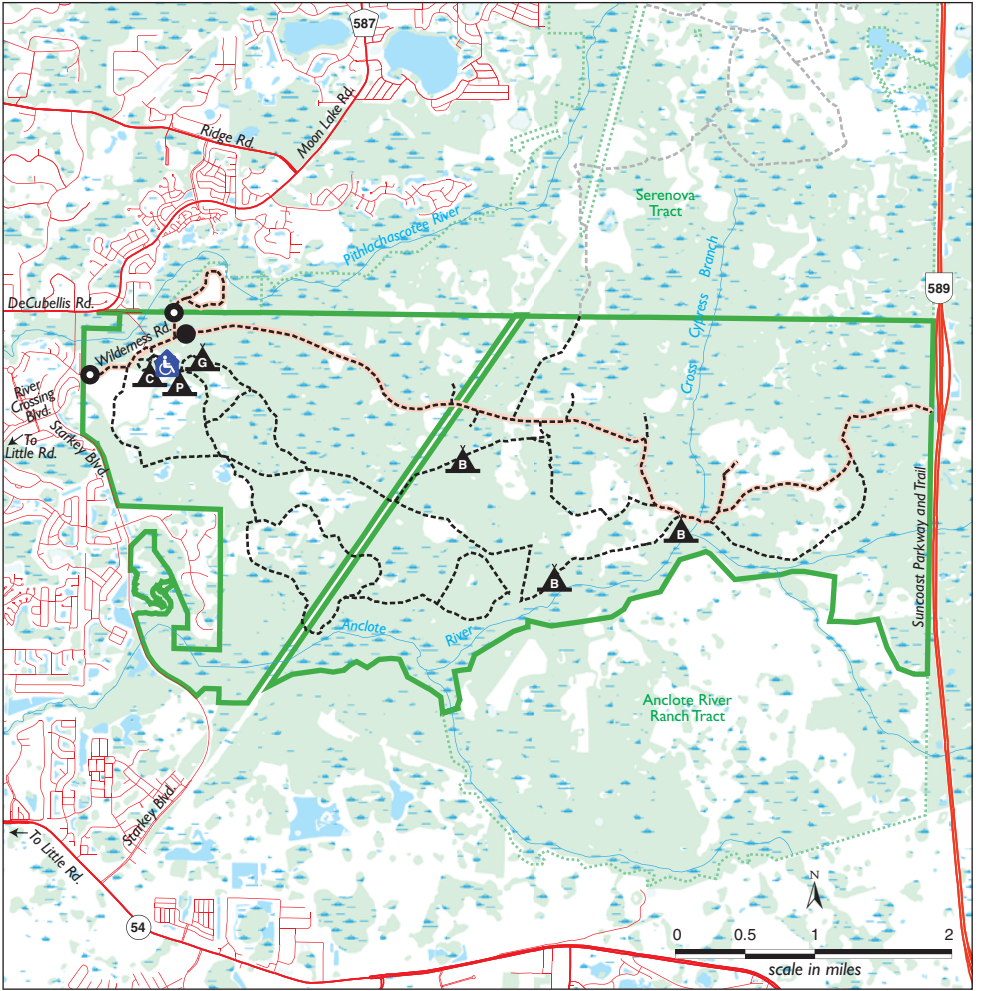 587
Ridge Rd.
Moon Lake Rd.
Serenova
Tract
Pithlachascotee River
Cross Cypress Branch
589
DeCubellis Rd.
Wilderness Rd.
G
C
P
River
Crossing
Blvd.
To
Little Rd.
Starkey Blvd.
B
B
B
Suncoast Parkway and Trail
Anclote River
Anclote River
Ranch Tract
Starkey Blvd.
To Little Rd.
54
N
0 0.5 1 2
scale in miles